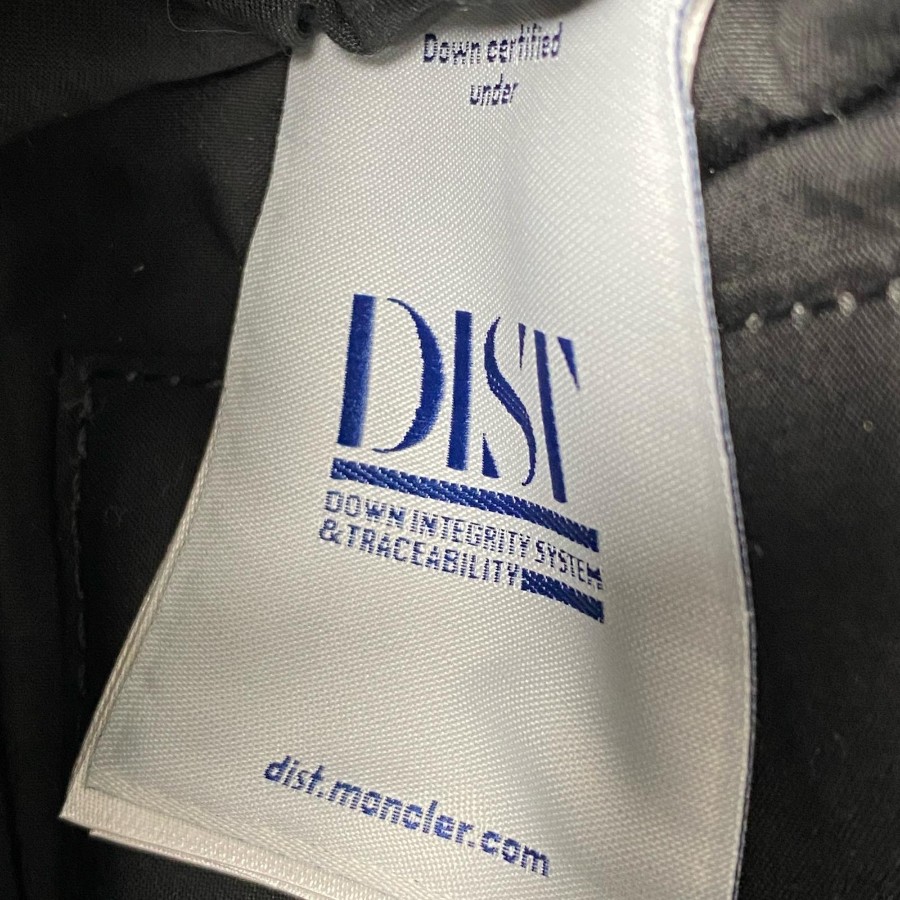 Down certified
under
DIST
DOWN INTEGRITY SYSTEM
& TRACEABILITY
dist.moncler.com